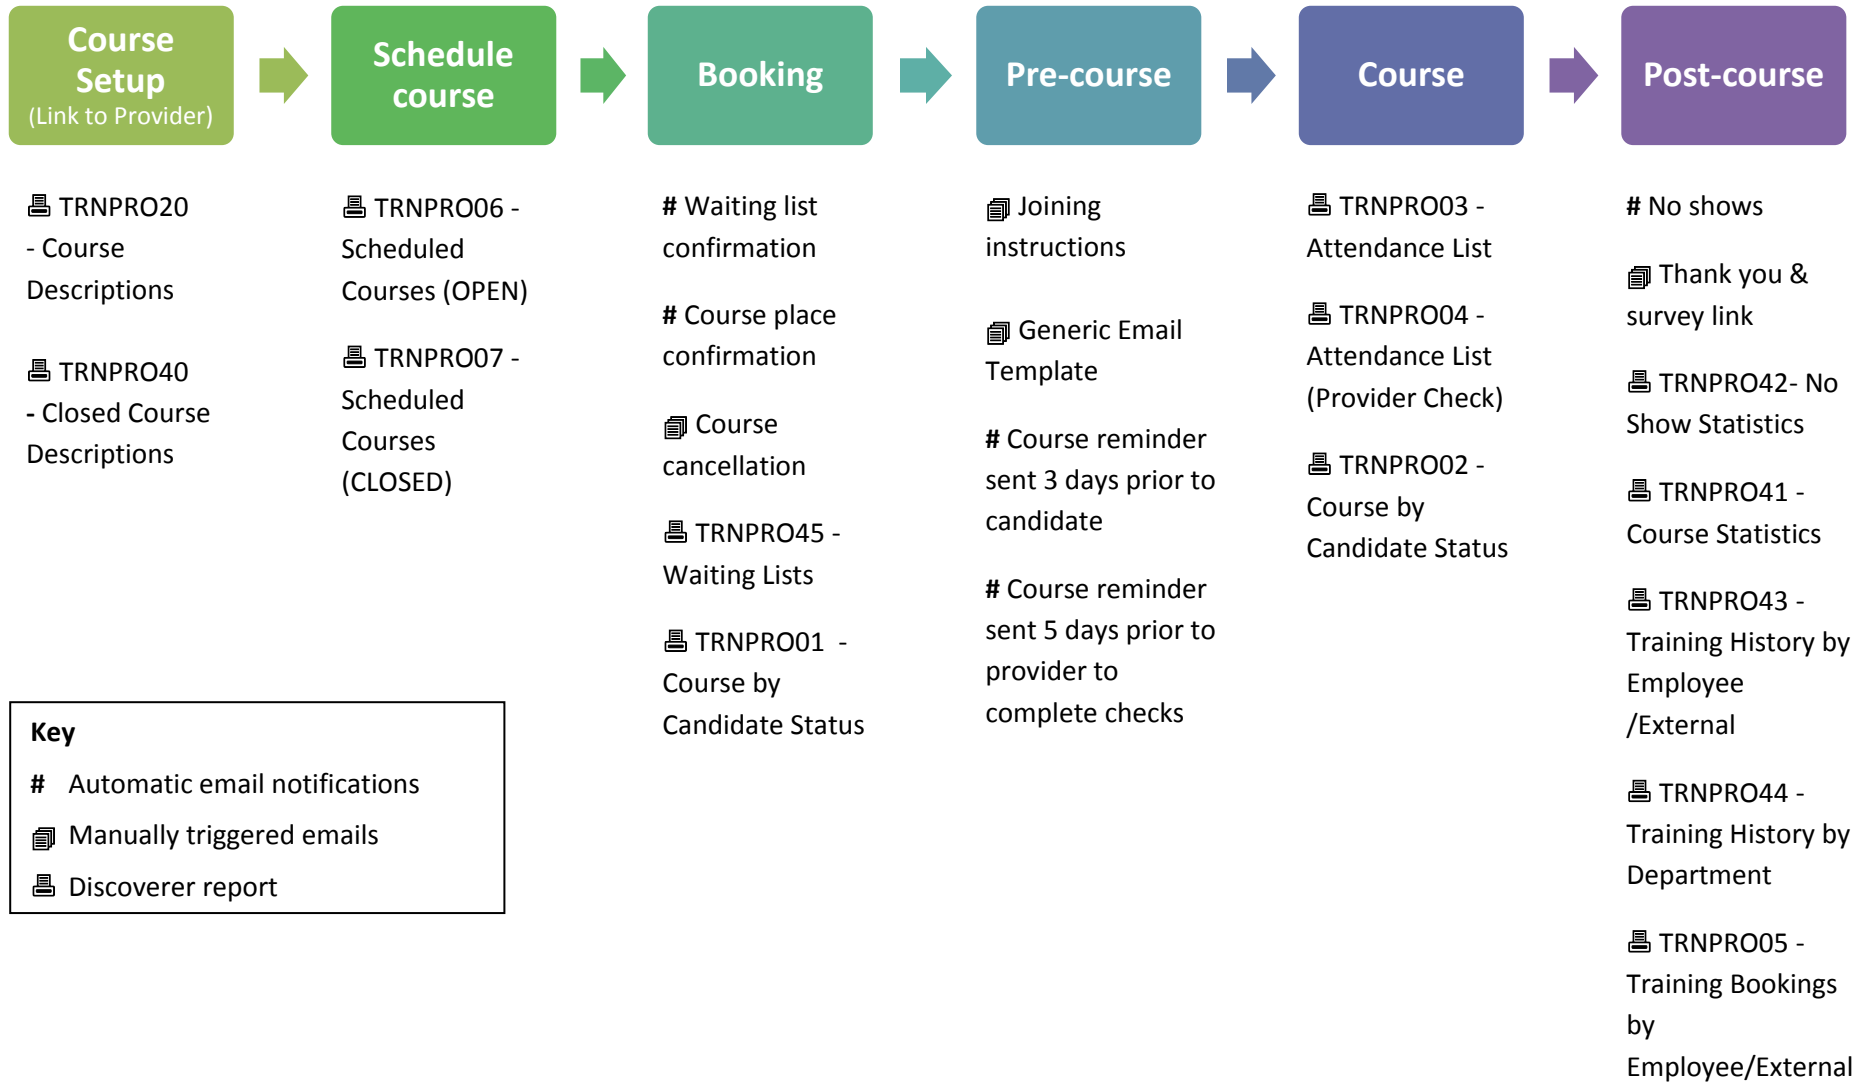 Course
Setup
(Link to Provider)
Schedule
course
Booking
Pre-course
Course
Post-course
TRNPRO20
- Course
Descriptions
TRNPRO40
- Closed Course
Descriptions
TRNPRO06 -
Scheduled
Courses (OPEN)
TRNPRO07 -
Scheduled
Courses
(CLOSED)
# Waiting list
confirmation
# Course place
confirmation
Course
cancellation
TRNPRO45 -
Waiting Lists
TRNPRO01 -
Course by
Candidate Status
Joining
instructions
Generic Email
Template
# Course reminder
sent 3 days prior to
candidate
# Course reminder
sent 5 days prior to
provider to
complete checks
TRNPRO03 -
Attendance List
TRNPRO04 -
Attendance List
(Provider Check)
TRNPRO02 -
Course by
Candidate Status
# No shows
Thank you &
survey link
TRNPRO42- No
Show Statistics
TRNPRO41 -
Course Statistics
TRNPRO43 -
Training History by
Employee
/External
TRNPRO44 -
Training History by
Department
TRNPRO05 -
Training Bookings
by
Employee/External
Key
# Automatic email notifications
Manually triggered emails
Discoverer report